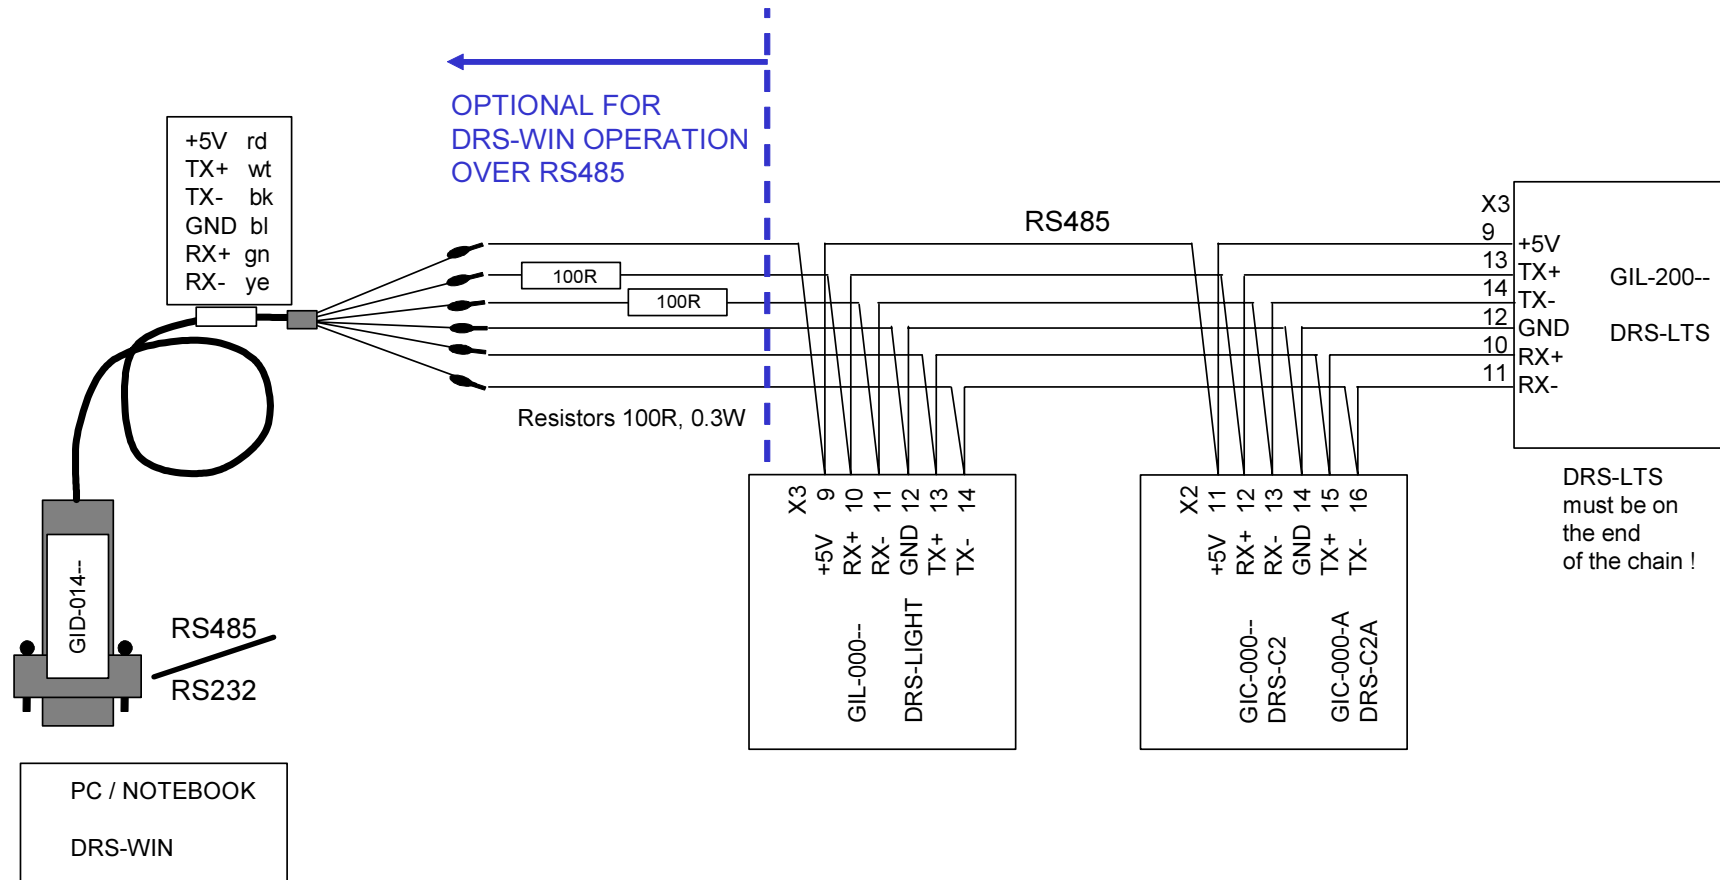 OPTIONAL FOR
DRS-WIN OPERATION
OVER RS485
+5V rd
TX+ wt
TX- bk
GND bl
RX+ gn
RX- ye
RS485
100R
100R
Resistors 100R, 0.3W
X3
9 +5V
13 TX+
14 TX-
12 GND
10 RX+
11 RX-
GIL-200--
DRS-LTS
DRS-LTS
must be on
the end
of the chain !
X3
9 +5V
10 RX+
11 RX-
12 GND
13 TX+
14 TX-
GIL-000--
DRS-LIGHT
X2
11 +5V
12 RX+
13 RX-
14 GND
15 TX+
16 TX-
GIC-000--
DRS-C2
GIC-000-A
DRS-C2A
GID-014--
RS485
RS232
PC / NOTEBOOK
DRS-WIN